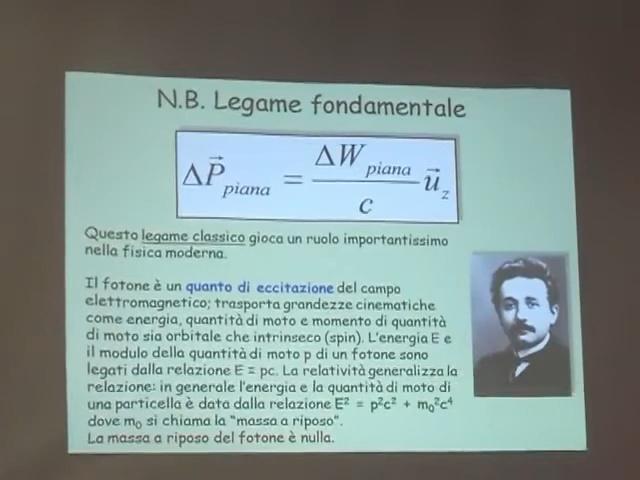 N.B. Legame fondamentale
ΔP⃗ piana = ΔW piana / c u⃗ z
Questo legame classico gioca un ruolo importantissimo
nella fisica moderna.
Il fotone è un quanto di eccitazione del campo
elettromagnetico; trasporta grandezze cinematiche
come energia, quantità di moto e momento di quantità
di moto sia orbitale che intrinseco (spin). L'energia E e
il modulo della quantità di moto p di un fotone sono
legati dalla relazione E = pc. La relatività generalizza la
relazione: in generale l'energia e la quantità di moto di
una particella è data dalla relazione E² = p²c² + m₀²c⁴
dove m₀ si chiama la "massa a riposo".
La massa a riposo del fotone è nulla.